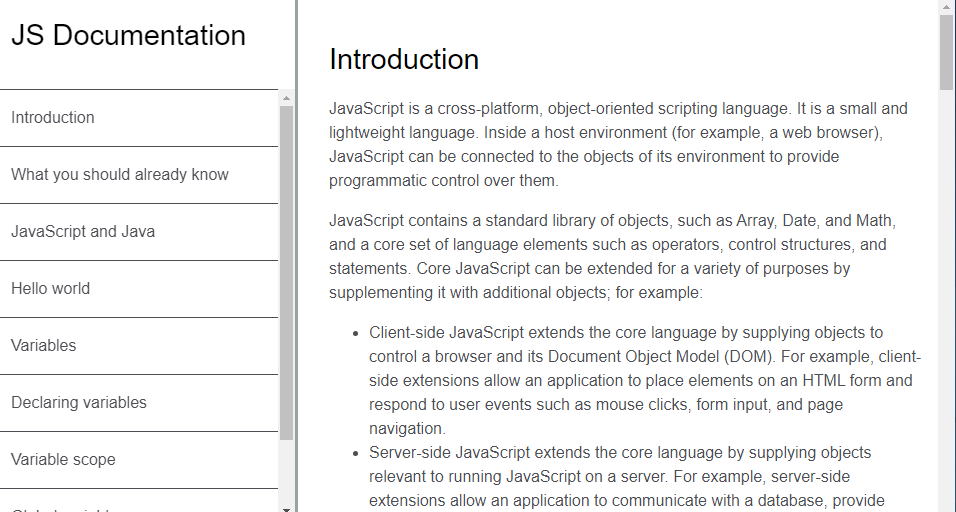 JS Documentation
Introduction
What you should already know
JavaScript and Java
Hello world
Variables
Declaring variables
Variable scope
Introduction
JavaScript is a cross-platform, object-oriented scripting language. It is a small and
lightweight language. Inside a host environment (for example, a web browser),
JavaScript can be connected to the objects of its environment to provide
programmatic control over them.
JavaScript contains a standard library of objects, such as Array, Date, and Math,
and a core set of language elements such as operators, control structures, and
statements. Core JavaScript can be extended for a variety of purposes by
supplementing it with additional objects; for example:
• Client-side JavaScript extends the core language by supplying objects to
control a browser and its Document Object Model (DOM). For example, client-
side extensions allow an application to place elements on an HTML form and
respond to user events such as mouse clicks, form input, and page
navigation.
• Server-side JavaScript extends the core language by supplying objects
relevant to running JavaScript on a server. For example, server-side
extensions allow an application to communicate with a database, provide